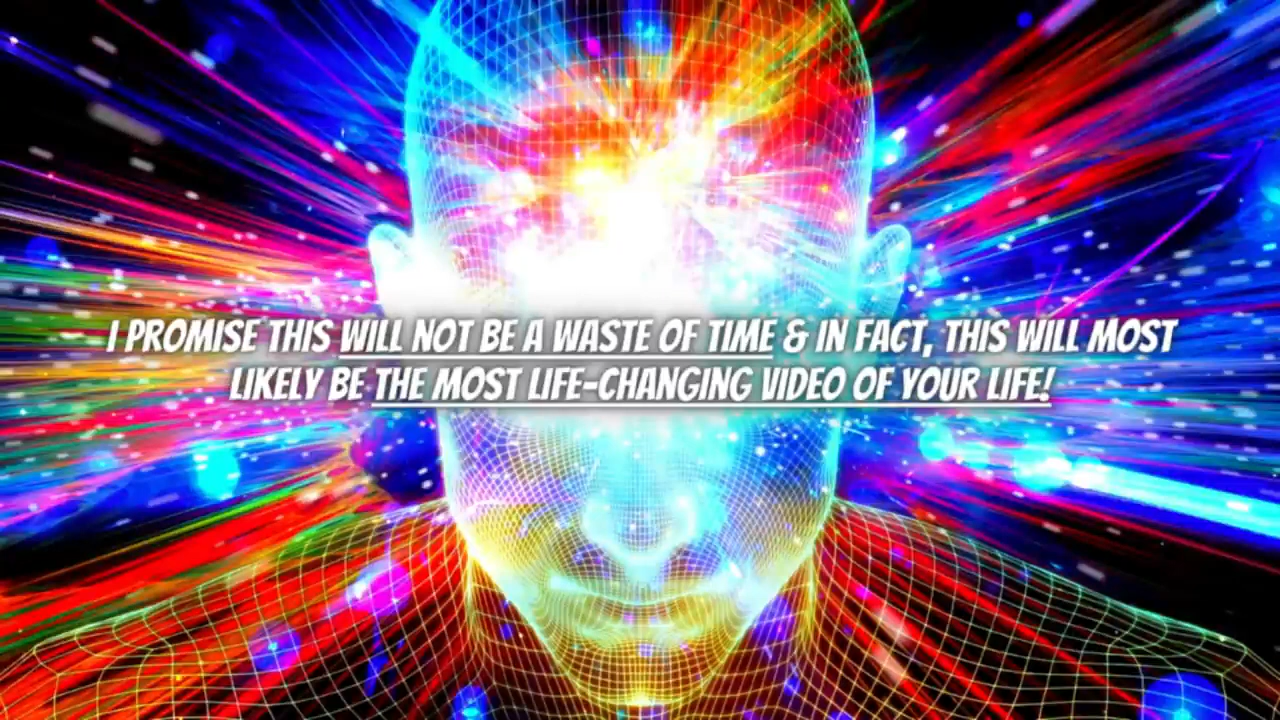 I PROMISE THIS WILL NOT BE A WASTE OF TIME & IN FACT, THIS WILL MOST
LIKELY BE THE MOST LIFE-CHANGING VIDEO OF YOUR LIFE!